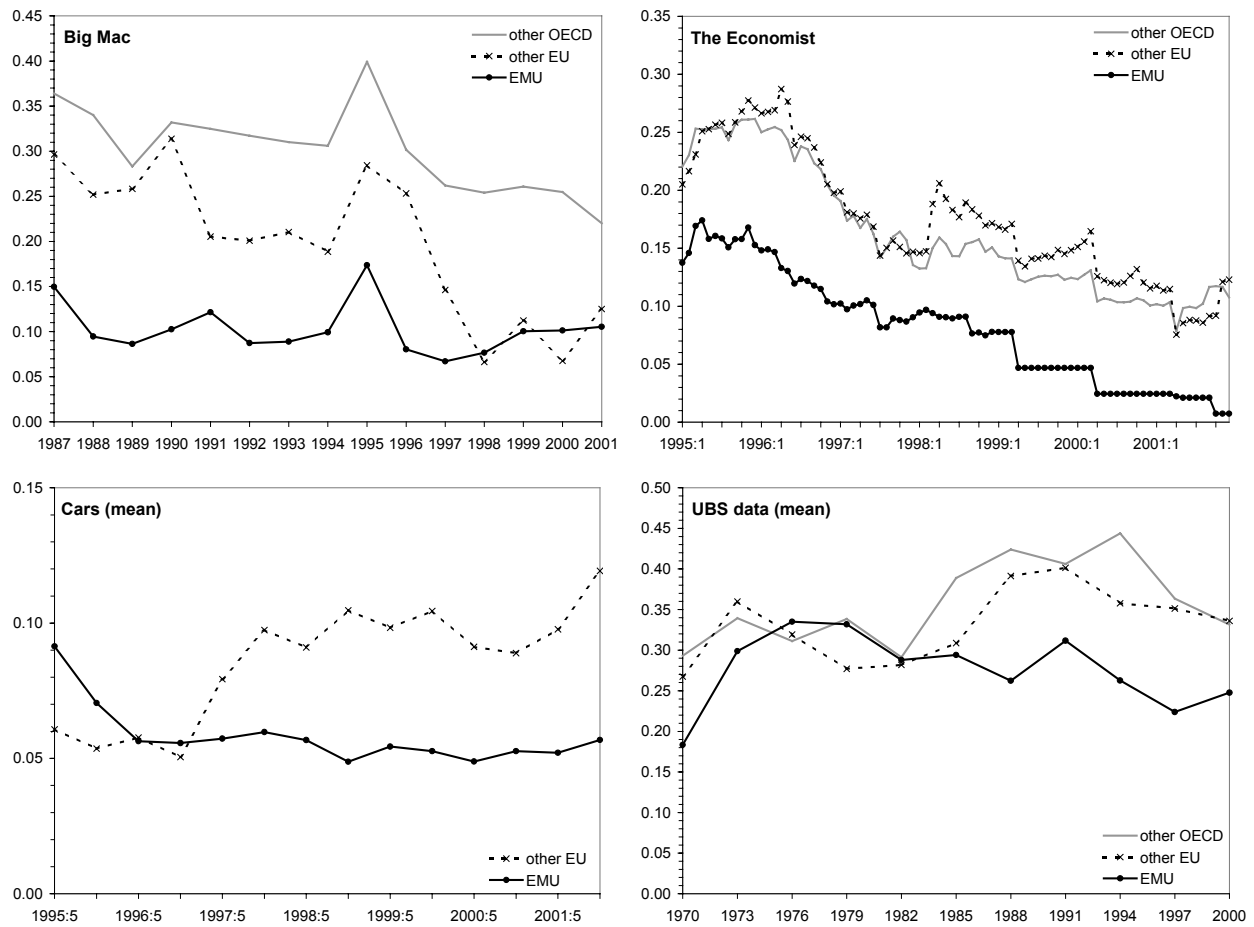 Big Mac
other OECD
other EU
EMU
0.45
0.40
0.35
0.30
0.25
0.20
0.15
0.10
0.05
0.00
1987 1988 1989 1990 1991 1992 1993 1994 1995 1996 1997 1998 1999 2000 2001
The Economist
other OECD
other EU
EMU
0.35
0.30
0.25
0.20
0.15
0.10
0.05
0.00
1995:1 1996:1 1997:1 1998:1 1999:1 2000:1 2001:1
Cars (mean)
0.15
0.10
0.05
0.00
other EU
EMU
1995:5 1996:5 1997:5 1998:5 1999:5 2000:5 2001:5
UBS data (mean)
0.50
0.45
0.40
0.35
0.30
0.25
0.20
0.15
0.10
0.05
0.00
other OECD
other EU
EMU
1970 1973 1976 1979 1982 1985 1988 1991 1994 1997 2000